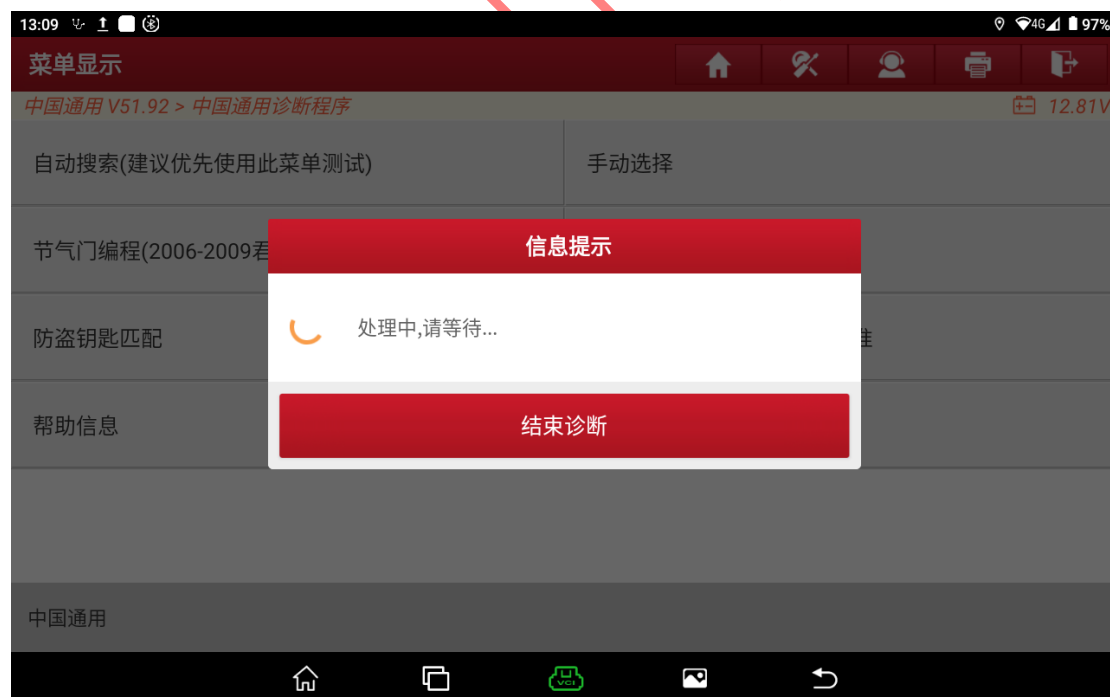 13:09 4G 97%
菜单显示
中国通用 V51.92 > 中国通用诊断程序 12.81V
自动搜索(建议优先使用此菜单测试) 手动选择
节气门编程(2006-2009君
信息提示
处理中,请等待...
防盗钥匙匹配
结束诊断
帮助信息
中国通用
VCI